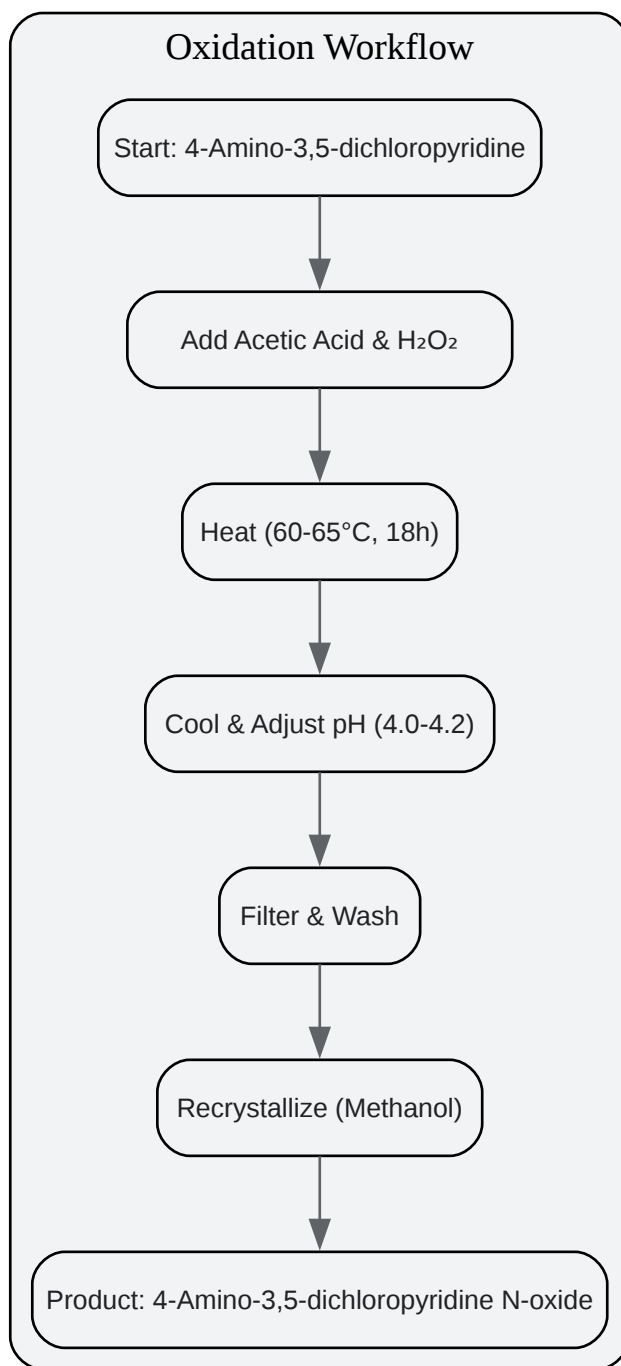 Oxidation Workflow
Start: 4-Amino-3,5-dichloropyridine
Add Acetic Acid & H₂O₂
Heat (60-65°C, 18h)
Cool & Adjust pH (4.0-4.2)
Filter & Wash
Recrystallize (Methanol)
Product: 4-Amino-3,5-dichloropyridine N-oxide